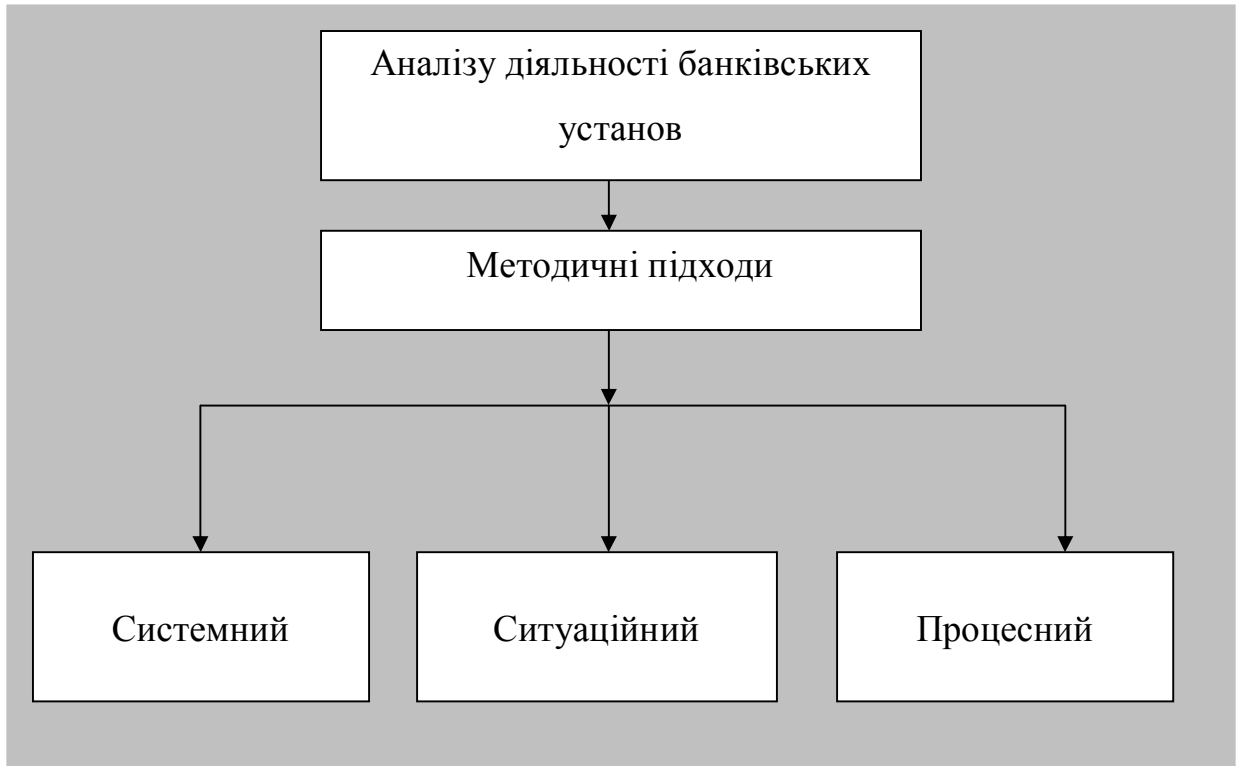 Аналізу діяльності банківських
установ
Методичні підходи
Системний
Ситуаційний
Процесний